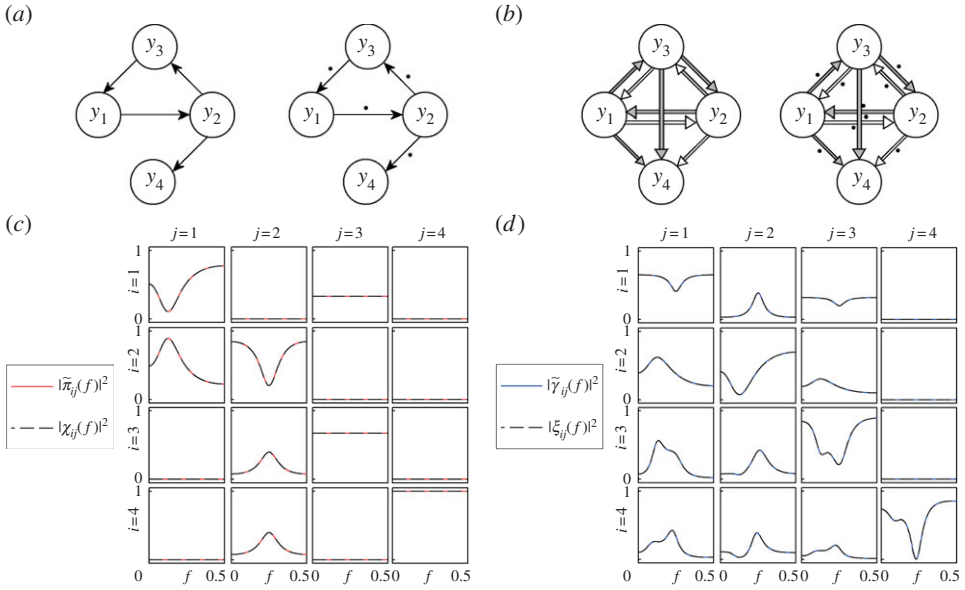 (a) (b)
y3 y3 y3 y3
y1 y2 y1 y2 y1 y2 y1 y2
y4 y4 y4 y4
(c) (d)
j=1 j=2 j=3 j=4 j=1 j=2 j=3 j=4
1 i=1 0 1 i=1 0
1 i=2 0 1 i=2 0
|π̃ij(f)|² |γ̃ij(f)|²
|χij(f)|² |ξij(f)|²
1 i=3 0 1 i=3 0
1 i=4 1 i=4
0 f 0.5 0 f 0.5 0 f 0.5 0 f 0.5 0 f 0.5 0 f 0.5 0 f 0.5 0 f 0.5